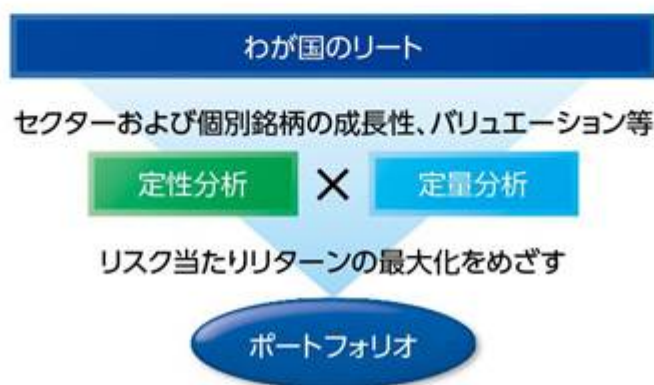 わが国のリート
セクターおよび個別銘柄の成長性、バリュエーション等
定性分析 × 定量分析
リスク当たりリターンの最大化をめざす
ポートフォリオ